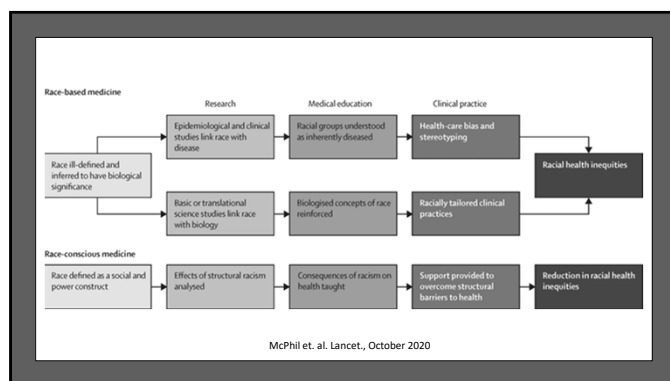 Race-based medicine
Research
Medical education
Clinical practice
Race ill-defined and
inferred to have biological
significance
Epidemiological and clinical
studies link race with
disease
Racial groups understood
as inherently diseased
Health-care bias and
stereotyping
Basic or translational
science studies link race
with biology
Biologised concepts of race
reinforced
Racially tailored clinical
practices
Racial health inequities
Race-conscious medicine
Race defined as a social and
power construct
Effects of structural racism
analysed
Consequences of racism on
health taught
Support provided to
overcome structural
barriers to health
Reduction in racial health
inequities
McPhil et. al. Lancet., October 2020